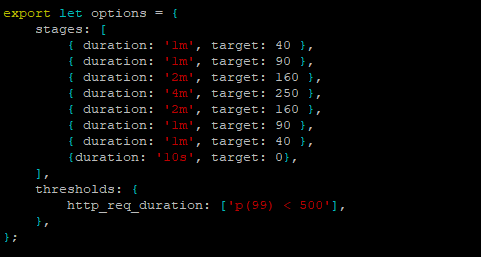 export let options = {
    stages: [
        { duration: '1m', target: 40 },
        { duration: '1m', target: 90 },
        { duration: '2m', target: 160 },
        { duration: '4m', target: 250 },
        { duration: '2m', target: 160 },
        { duration: '1m', target: 90 },
        { duration: '1m', target: 40 },
        {duration: '10s', target: 0},
    ],
    thresholds: {
        http_req_duration: ['p(99) < 500'],
    },
};